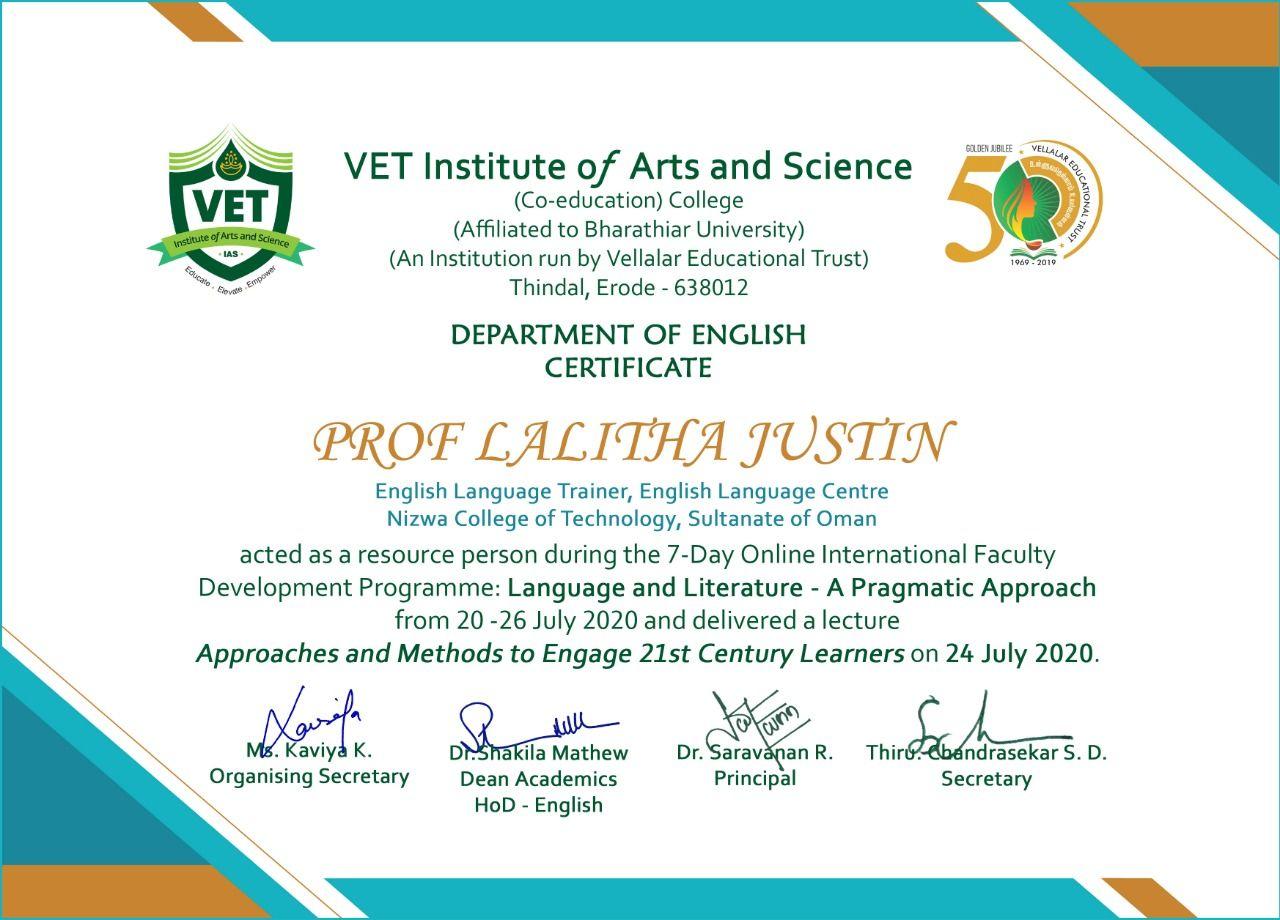 VET
Institute of Arts and Science
IAS
Educate . Elevate . Empower
VET Institute of Arts and Science
(Co-education) College
(Affiliated to Bharathiar University)
(An Institution run by Vellalar Educational Trust)
Thindal, Erode - 638012
GOLDEN JUBILEE
50
VELLALAR EDUCATIONAL TRUST
1969 - 2019
DEPARTMENT OF ENGLISH
CERTIFICATE
PROF LALITHA JUSTIN
English Language Trainer, English Language Centre
Nizwa College of Technology, Sultanate of Oman
acted as a resource person during the 7-Day Online International Faculty
Development Programme: Language and Literature - A Pragmatic Approach
from 20 -26 July 2020 and delivered a lecture
Approaches and Methods to Engage 21st Century Learners on 24 July 2020.
Ms. Kaviya K.
Organising Secretary
Dr.Shakila Mathew
Dean Academics
HoD - English
Dr. Saravanan R.
Principal
Thiru. Chandrasekar S. D.
Secretary